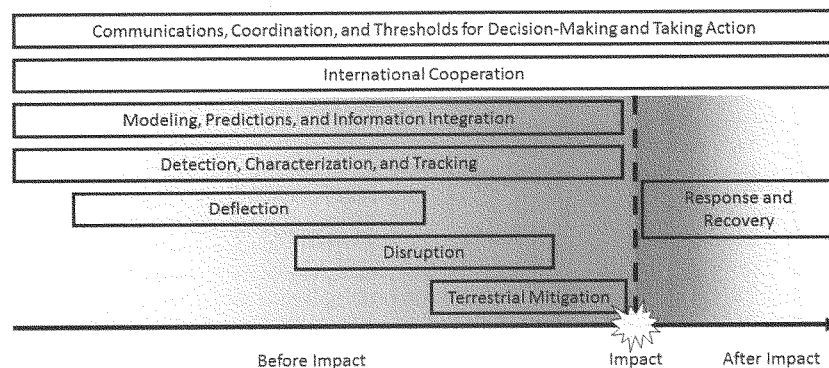 Communications, Coordination, and Thresholds for Decision-Making and Taking Action
International Cooperation
Modeling, Predictions, and Information Integration
Detection, Characterization, and Tracking
Deflection
Response and
Recovery
Disruption
Terrestrial Mitigation
Before Impact
Impact
After Impact